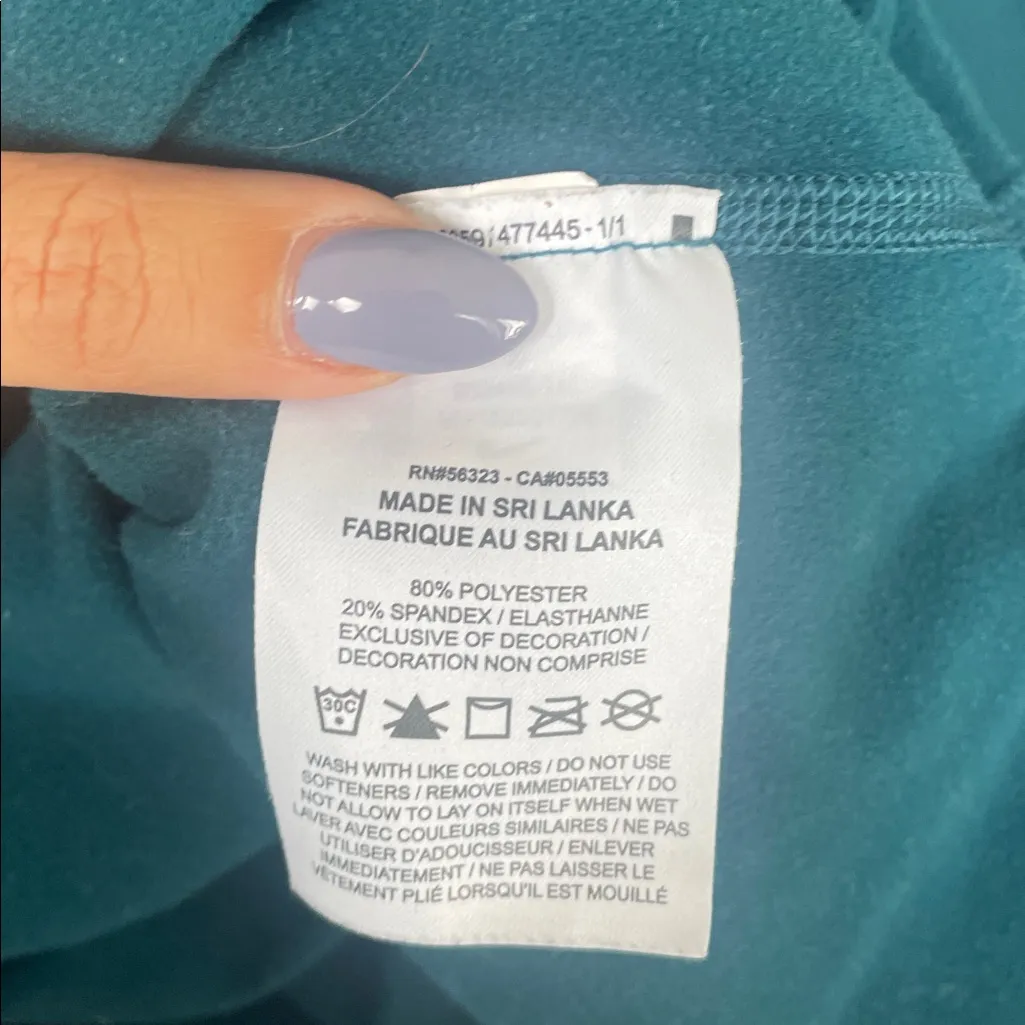 477445-1/1
RN#56323 - CA#05553
MADE IN SRI LANKA
FABRIQUE AU SRI LANKA
80% POLYESTER
20% SPANDEX / ELASTHANNE
EXCLUSIVE OF DECORATION /
DECORATION NON COMPRISE
30C
WASH WITH LIKE COLORS / DO NOT USE
SOFTENERS / REMOVE IMMEDIATELY / DO
NOT ALLOW TO LAY ON ITSELF WHEN WET
LAVER AVEC COULEURS SIMILAIRES / NE PAS
UTILISER D'ADOUCISSEUR / ENLEVER
IMMEDIATEMENT / NE PAS LAISSER LE
VÊTEMENT PLIÉ LORSQU'IL EST MOUILLÉ